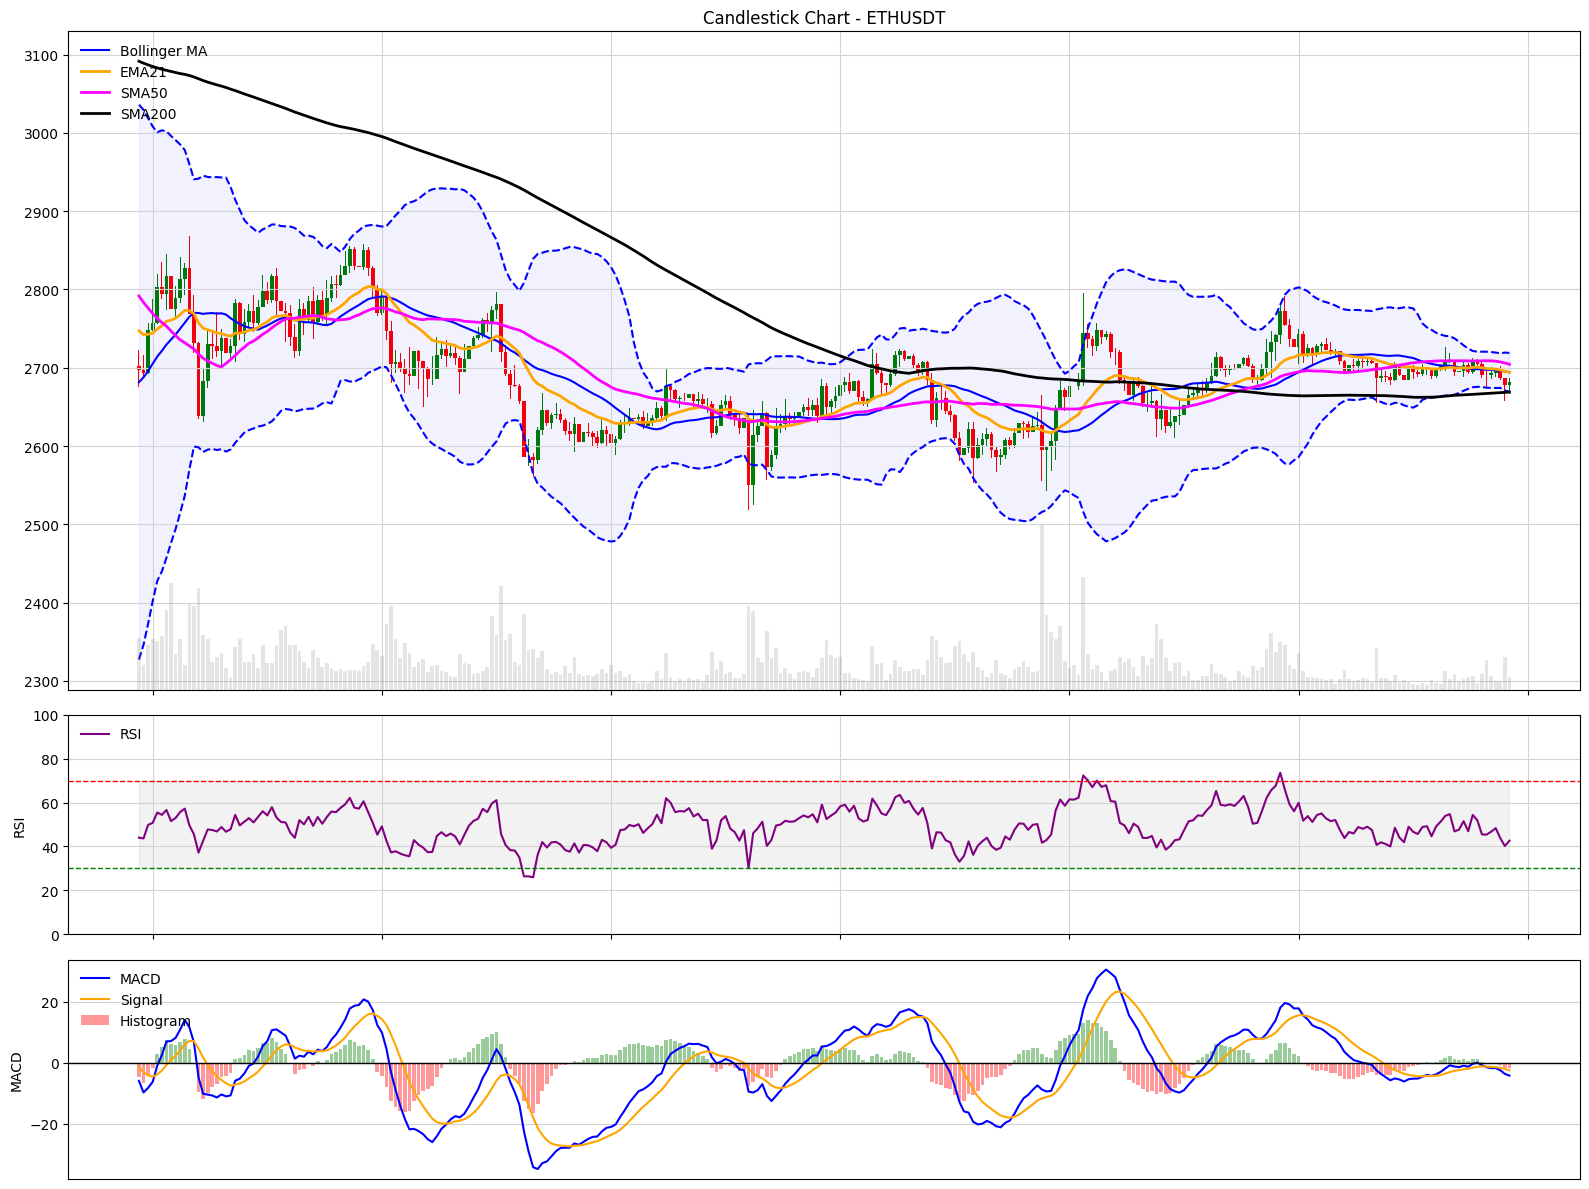 Candlestick Chart - ETHUSDT
Bollinger MA
EMA21
SMA50
SMA200
3100
3000
2900
2800
2700
2600
2500
2400
2300
RSI
RSI
100
80
60
40
20
0
MACD
Signal
Histogram
MACD
20
0
−20